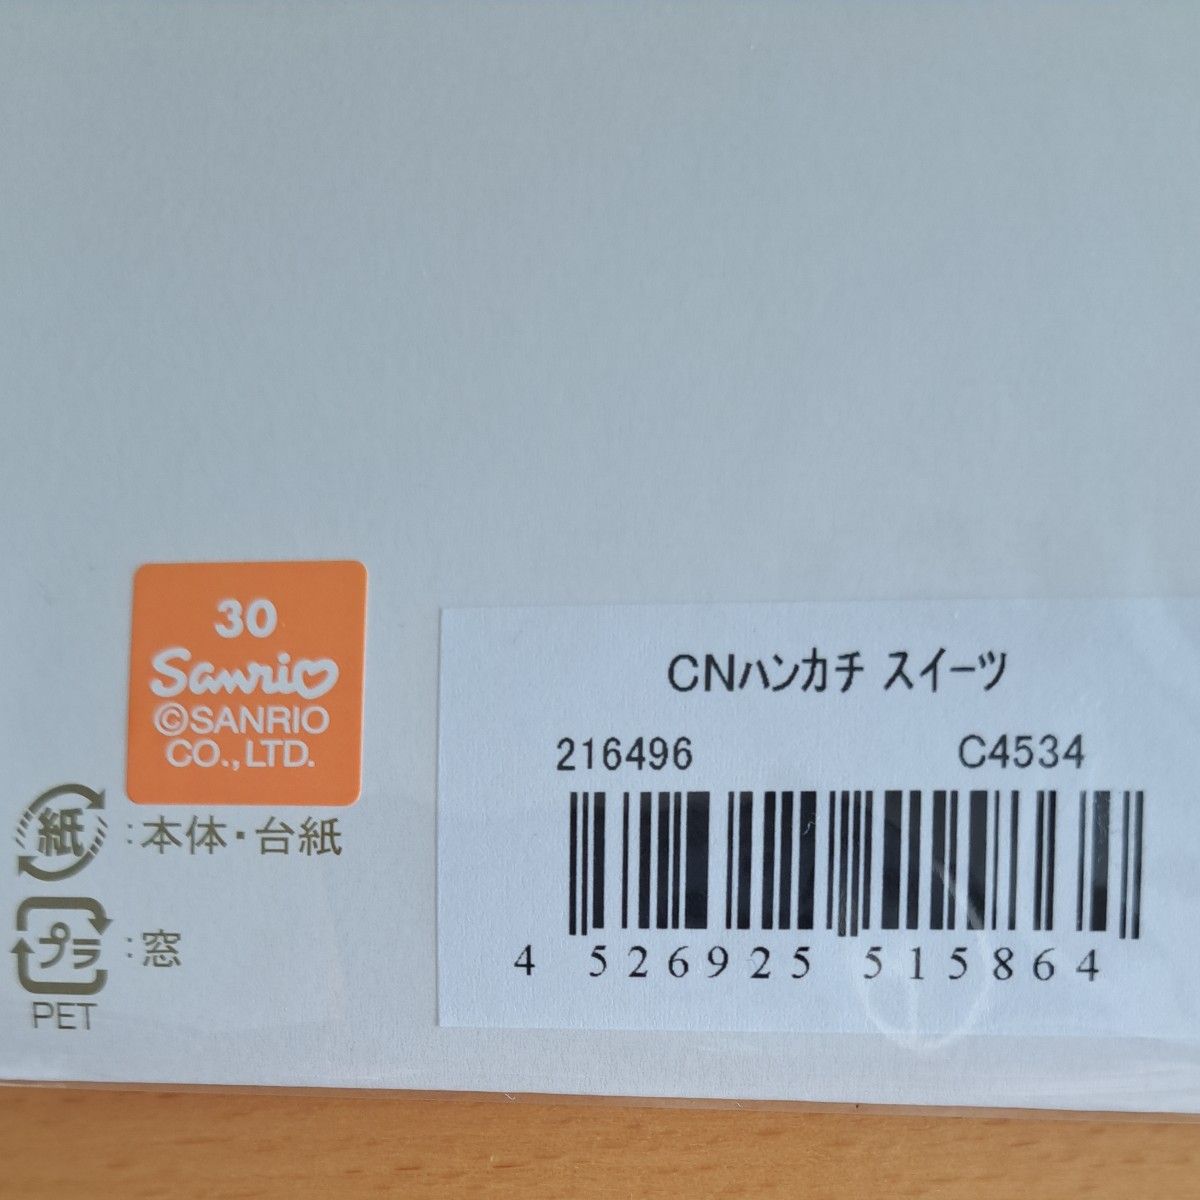 30
Sanrio
©SANRIO
CO.,LTD.
紙 :本体・台紙
プラ :窓
PET
CNハンカチ スイーツ
216496 C4534
4 526925 515864